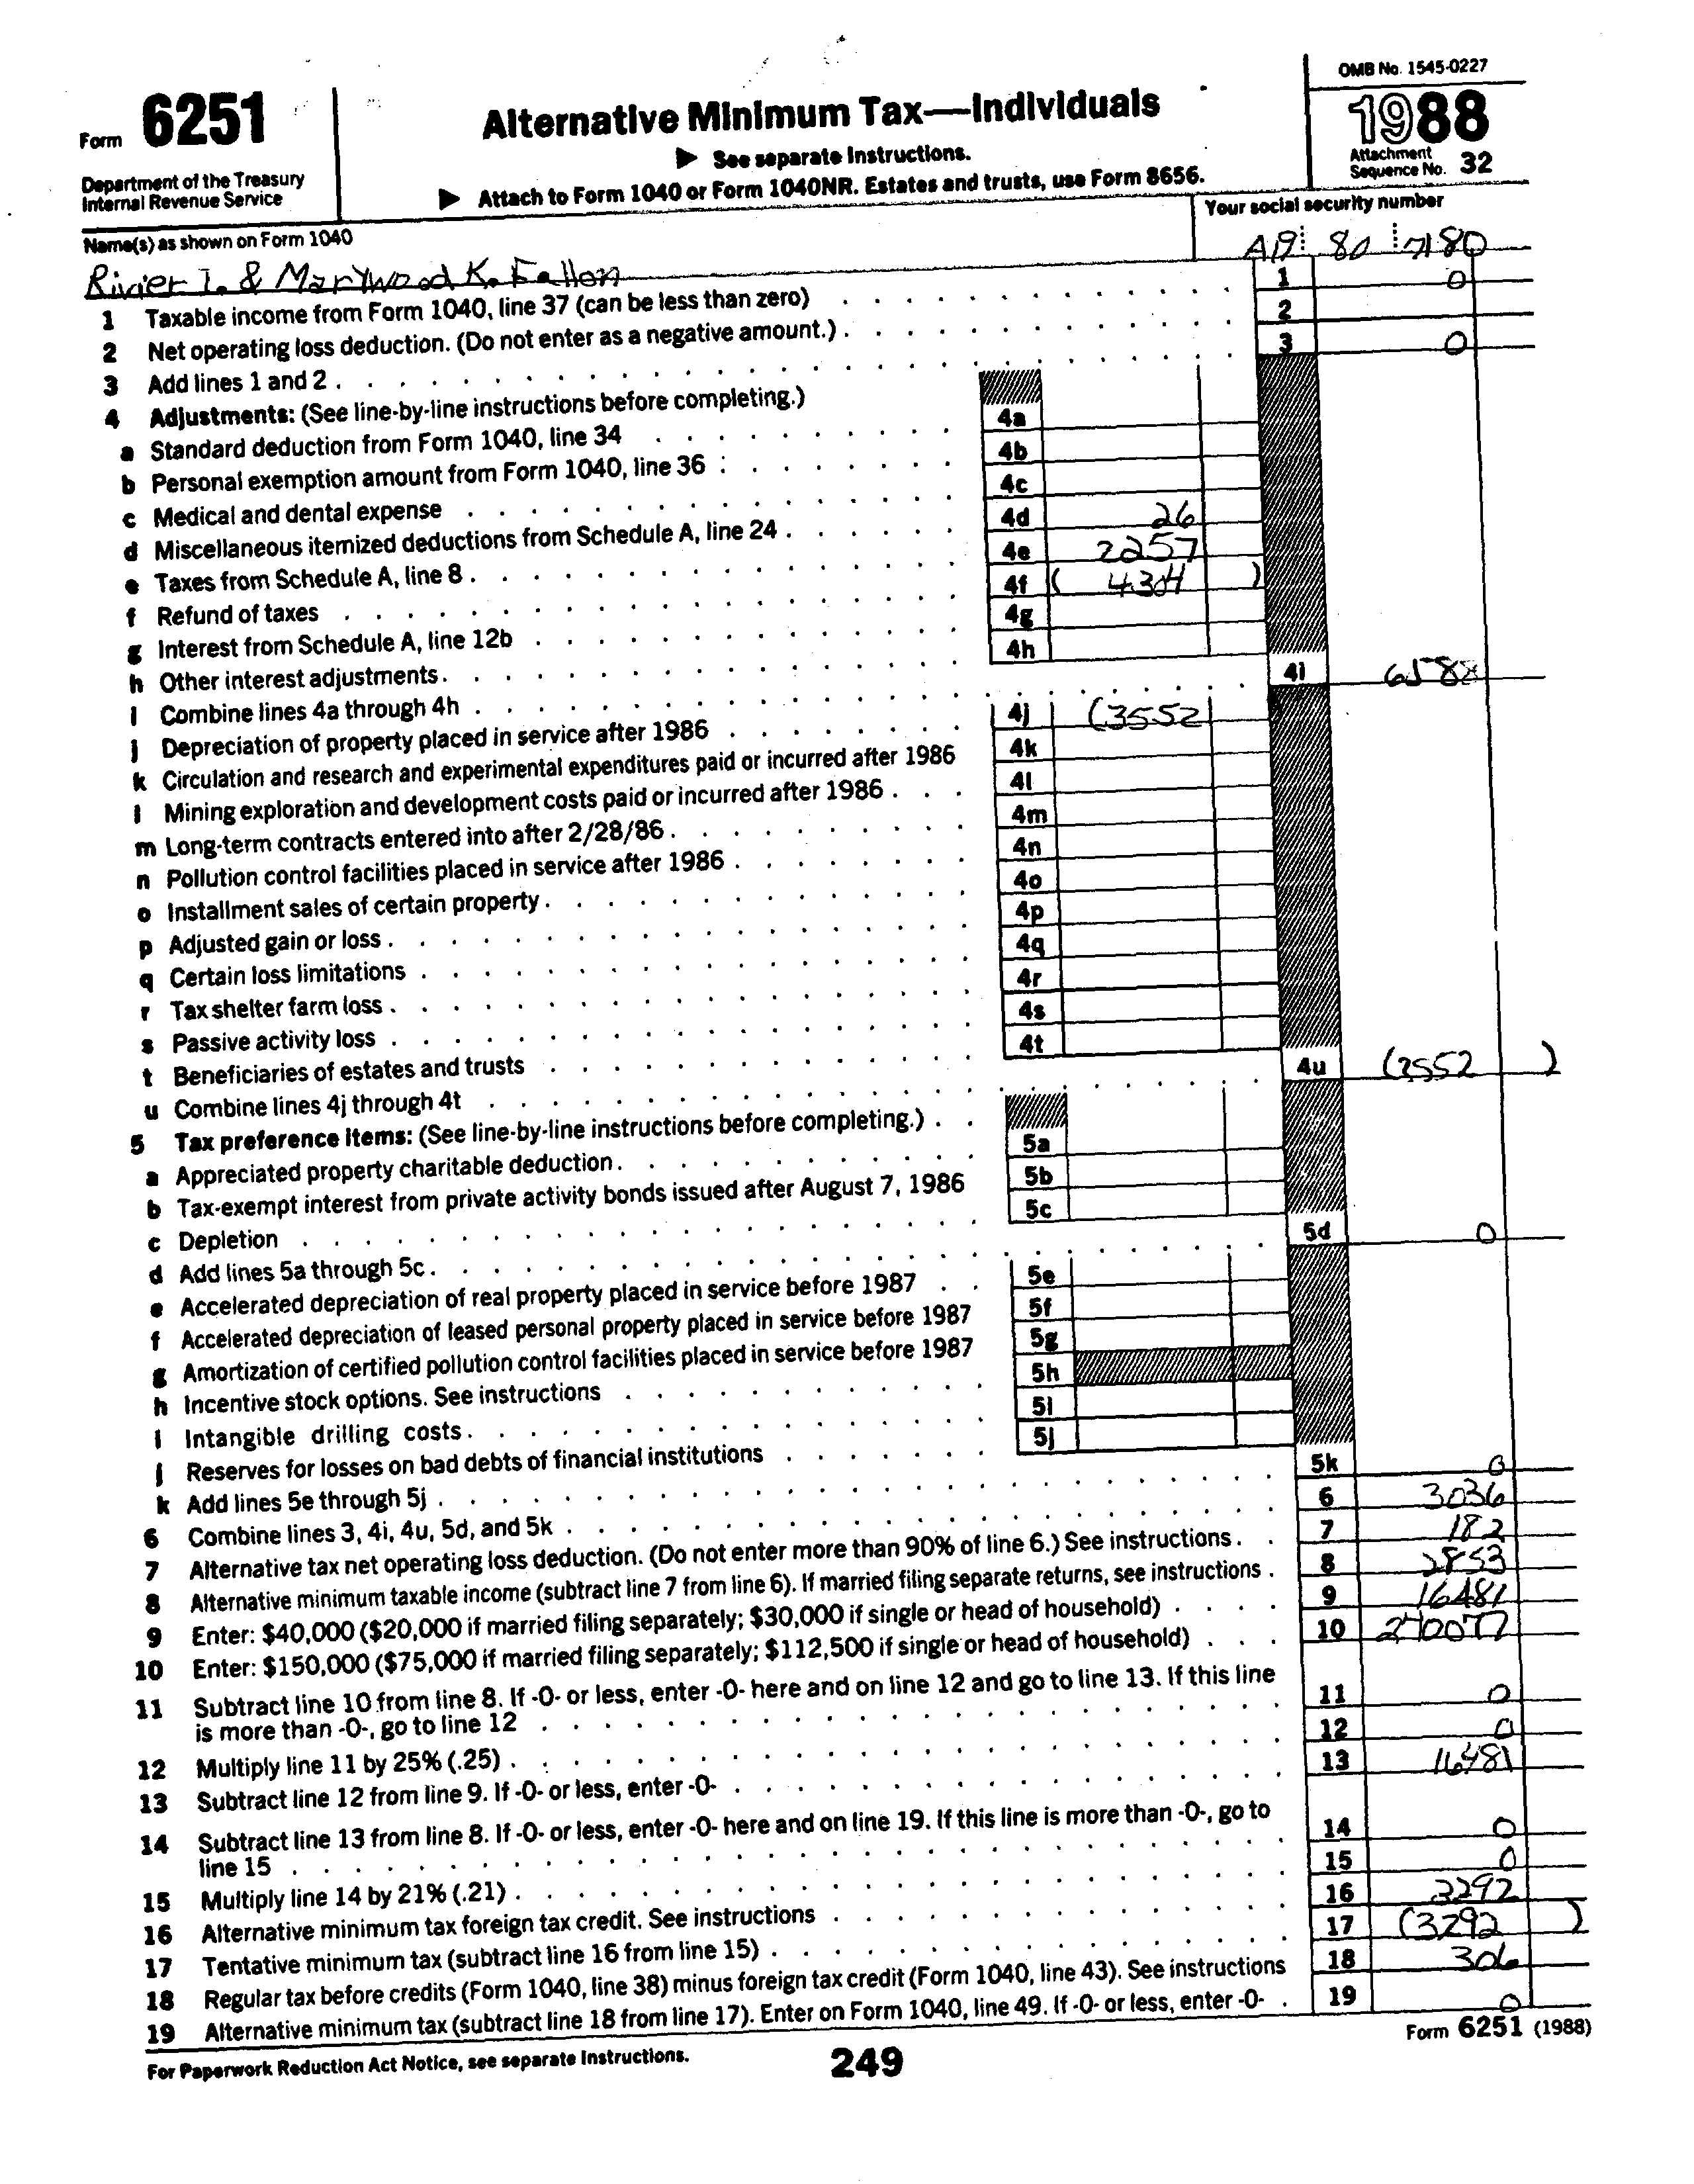 OMB No. 1545-0227
Form 6251
Alternative Minimum Tax—Individuals
1988
▶ See separate Instructions.
Attachment
Sequence No. 32
Department of the Treasury
Internal Revenue Service
▶ Attach to Form 1040 or Form 1040NR. Estates and trusts, use Form 8656.
Name(s) as shown on Form 1040
Your social security number
Rivier I. & Marywood K. Fallon
80
1 Taxable income from Form 1040, line 37 (can be less than zero) 1 0
2 Net operating loss deduction. (Do not enter as a negative amount.) 2
3 Add lines 1 and 2 3 0
4 Adjustments: (See line-by-line instructions before completing.)
a Standard deduction from Form 1040, line 34 4a
b Personal exemption amount from Form 1040, line 36 4b
c Medical and dental expense 4c
d Miscellaneous itemized deductions from Schedule A, line 24 4d 26
e Taxes from Schedule A, line 8 4e 2257
f Refund of taxes 4f ( 4304 )
g Interest from Schedule A, line 12b 4g
h Other interest adjustments 4h
i Combine lines 4a through 4h 4i 6588
j Depreciation of property placed in service after 1986 4j (3552
k Circulation and research and experimental expenditures paid or incurred after 1986 4k
l Mining exploration and development costs paid or incurred after 1986 4l
m Long-term contracts entered into after 2/28/86 4m
n Pollution control facilities placed in service after 1986 4n
o Installment sales of certain property 4o
p Adjusted gain or loss 4p
q Certain loss limitations 4q
r Tax shelter farm loss 4r
s Passive activity loss 4s
t Beneficiaries of estates and trusts 4t
u Combine lines 4j through 4t 4u (3552 )
5 Tax preference items: (See line-by-line instructions before completing.)
a Appreciated property charitable deduction 5a
b Tax-exempt interest from private activity bonds issued after August 7, 1986 5b
c Depletion 5c
d Add lines 5a through 5c 5d 0
e Accelerated depreciation of real property placed in service before 1987 5e
f Accelerated depreciation of leased personal property placed in service before 1987 5f
g Amortization of certified pollution control facilities placed in service before 1987 5g
h Incentive stock options. See instructions 5h
i Intangible drilling costs 5i
j Reserves for losses on bad debts of financial institutions 5j
k Add lines 5e through 5j 5k 0
6 Combine lines 3, 4i, 4u, 5d, and 5k 6 3036
7 Alternative tax net operating loss deduction. (Do not enter more than 90% of line 6.) See instructions 7 182
8 Alternative minimum taxable income (subtract line 7 from line 6). If married filing separate returns, see instructions 8 2853
9 Enter: $40,000 ($20,000 if married filing separately; $30,000 if single or head of household) 9 16481
10 Enter: $150,000 ($75,000 if married filing separately; $112,500 if single or head of household) 10
11 Subtract line 10 from line 8. If -0- or less, enter -0- here and on line 12 and go to line 13. If this line
is more than -0-, go to line 12 11 0
12 Multiply line 11 by 25% (.25) 12 0
13 Subtract line 12 from line 9. If -0- or less, enter -0- 13 16481
14 Subtract line 13 from line 8. If -0- or less, enter -0- here and on line 19. If this line is more than -0-, go to
line 15 14 0
15 Multiply line 14 by 21% (.21) 15 0
16 Alternative minimum tax foreign tax credit. See instructions 16 3292
17 Tentative minimum tax (subtract line 16 from line 15) 17 (3292 )
18 Regular tax before credits (Form 1040, line 38) minus foreign tax credit (Form 1040, line 43). See instructions 18 306
19 Alternative minimum tax (subtract line 18 from line 17). Enter on Form 1040, line 49. If -0- or less, enter -0- 19 0
For Paperwork Reduction Act Notice, see separate Instructions.
249
Form 6251 (1988)